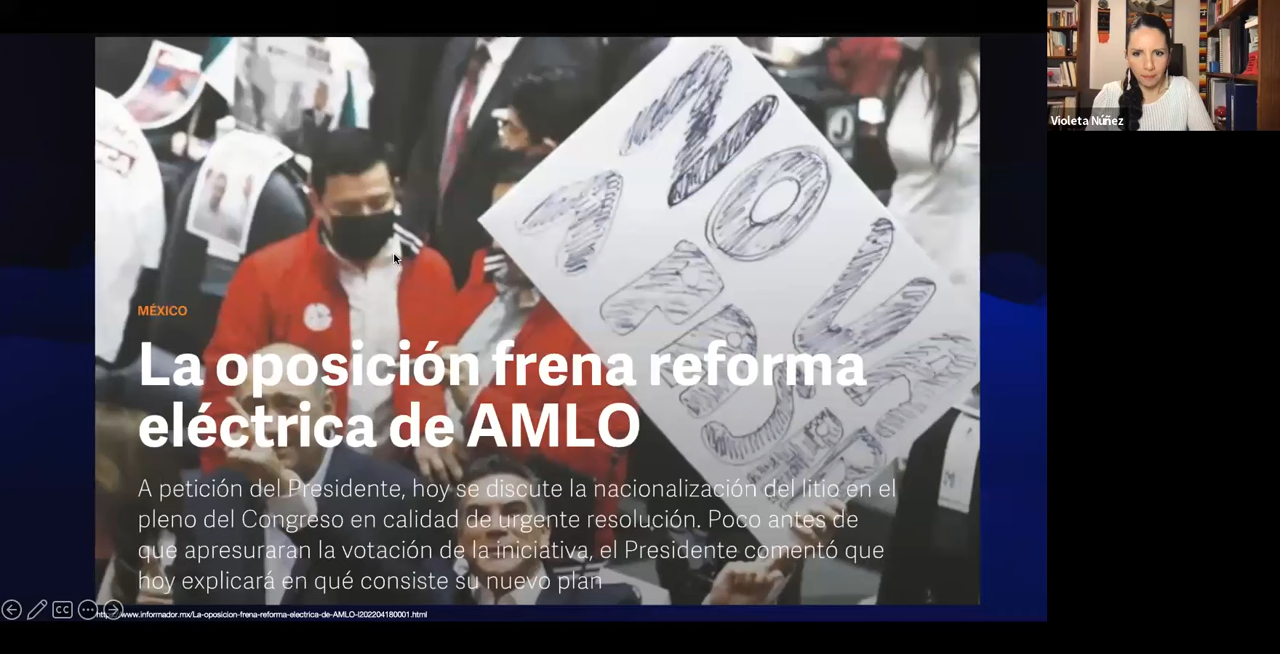 Violeta Núñez
NO
MÉXICO
La oposición frena reforma
eléctrica de AMLO
A petición del Presidente, hoy se discute la nacionalización del litio en el
pleno del Congreso en calidad de urgente resolución. Poco antes de
que apresuraran la votación de la iniciativa, el Presidente comentó que
hoy explicará en qué consiste su nuevo plan
CC
www.informador.mx/La-oposicion-frena-reforma-electrica-de-AMLO-l202204180001.html